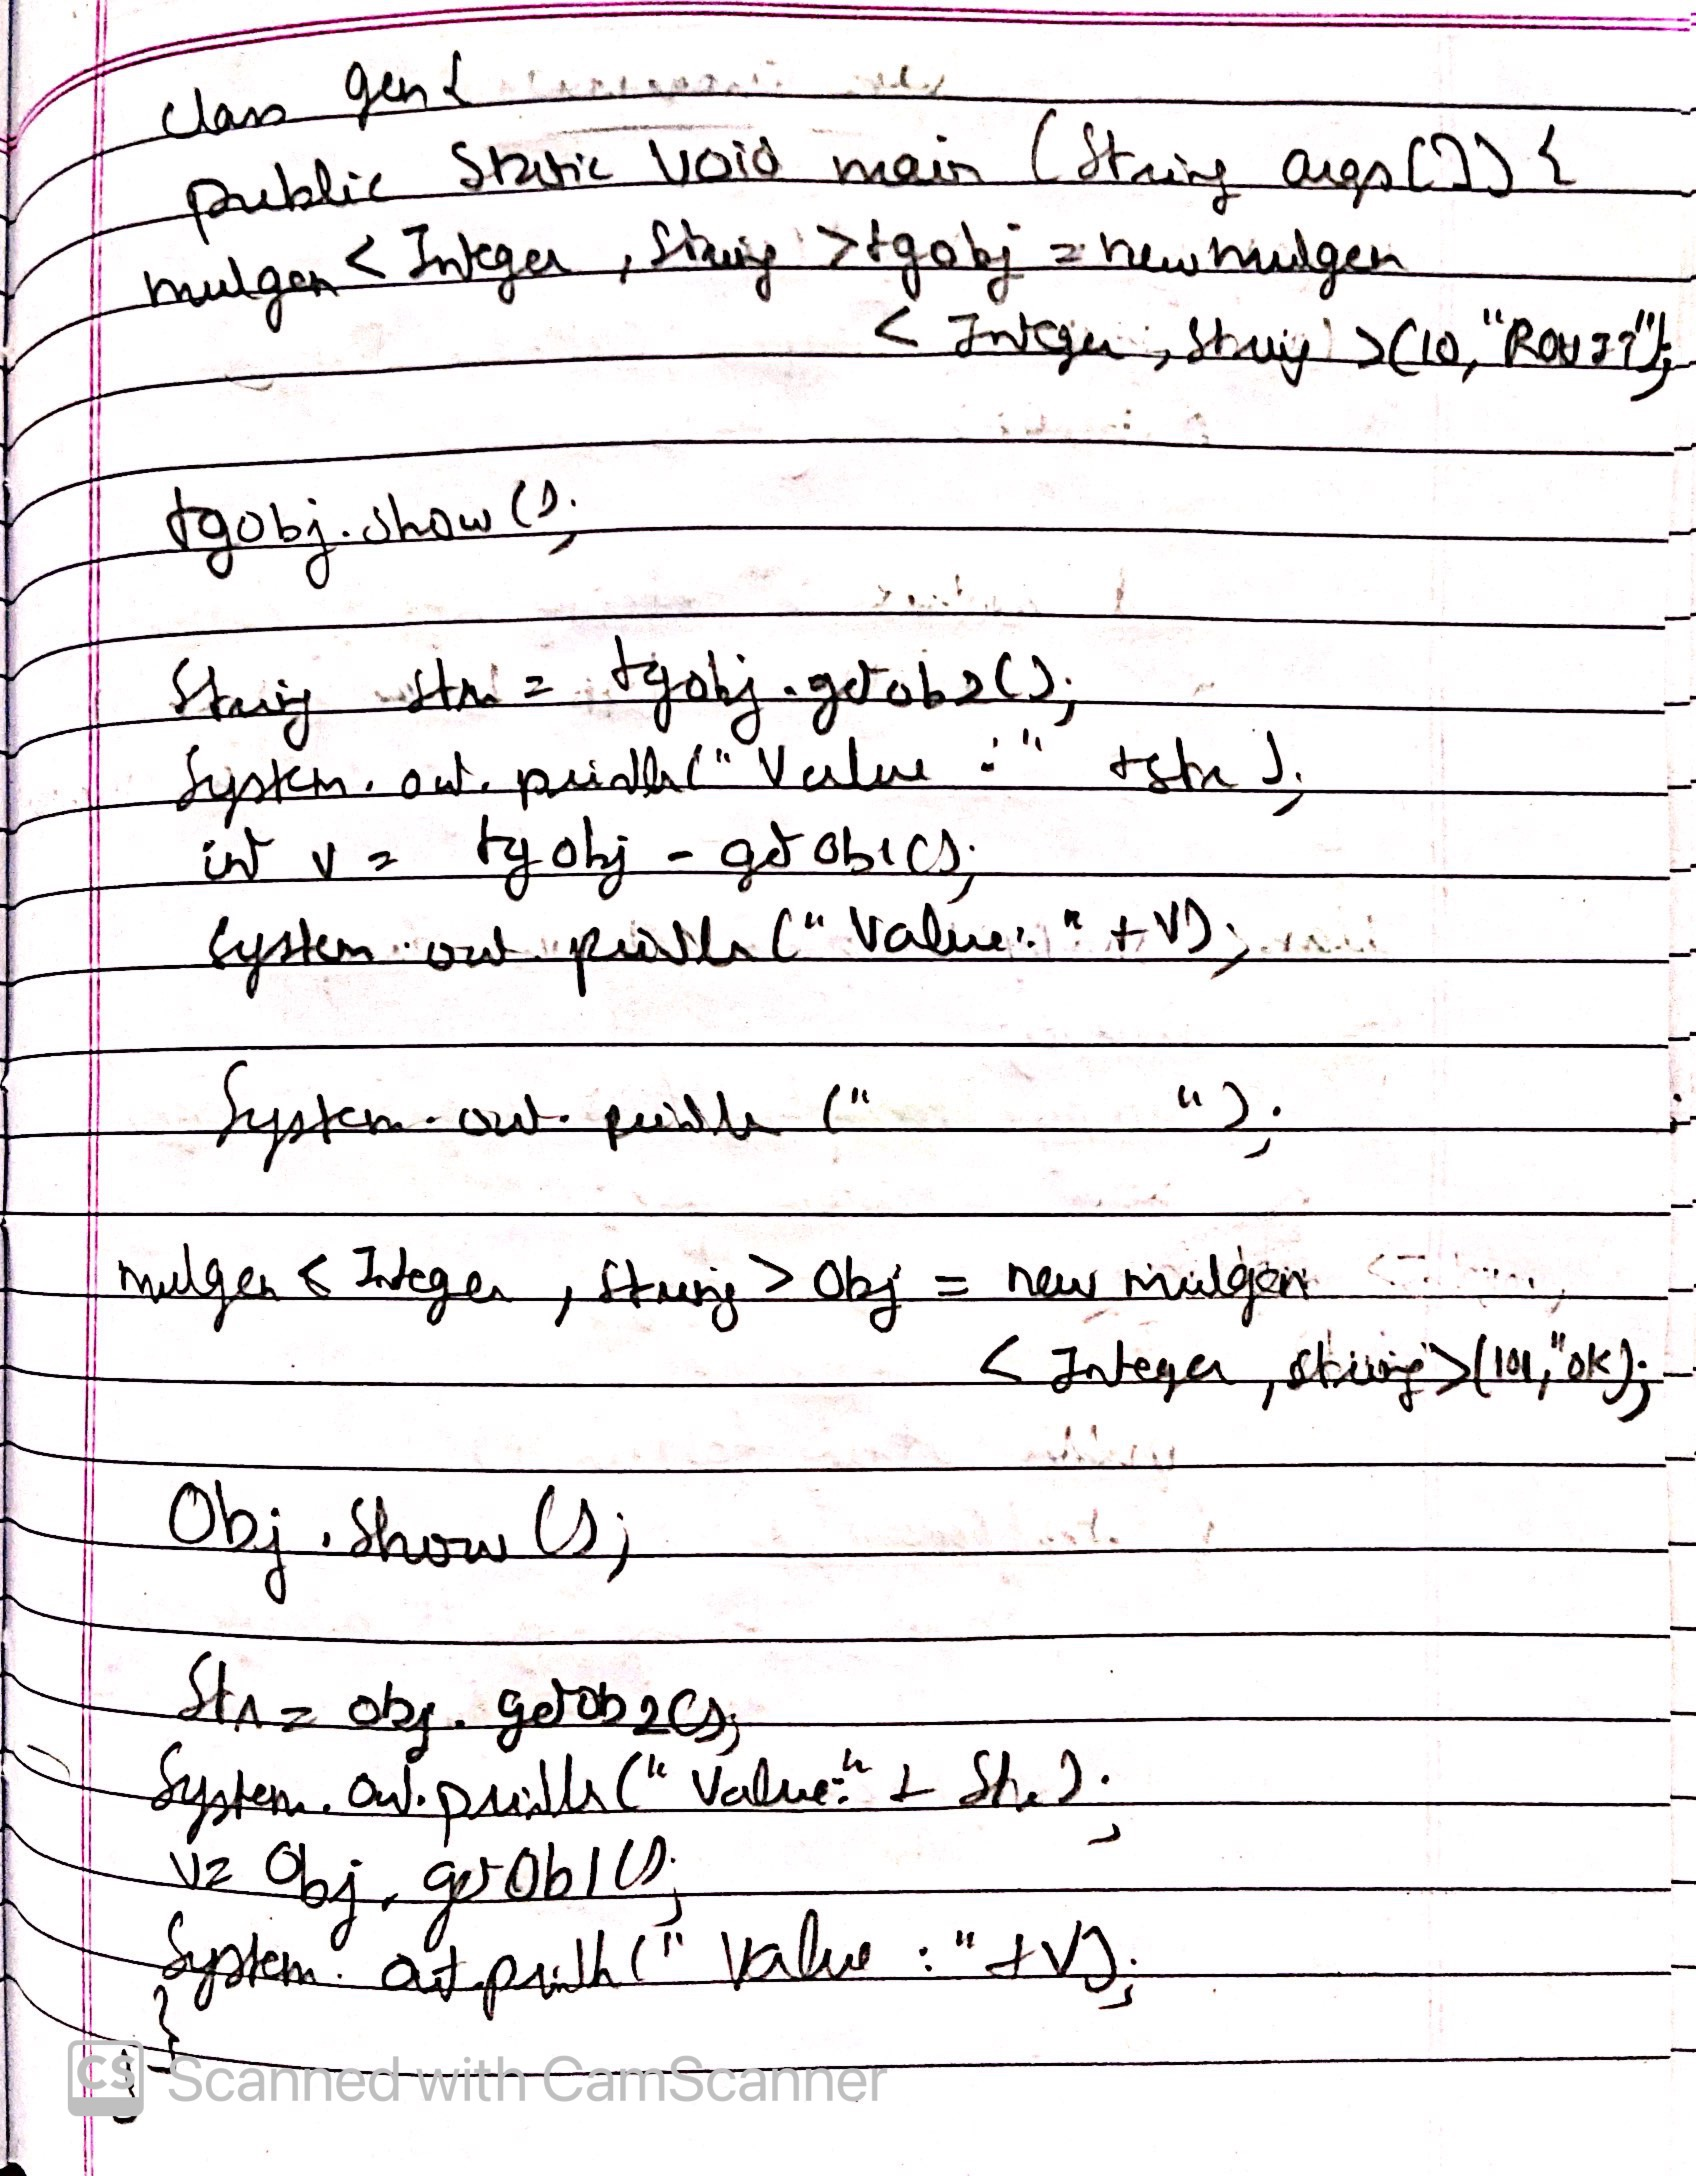 class gen {
public static void main (String args[]) {
mulgen < Integer , String > tgobj = new mulgen
< Integer , String > (10, "
tgobj.show();
String str = tgobj.getob2();
System.out.println("Value :" +str);
int v = tgobj - getOb1();
System.out.println("Value: " + V);
System.out.println (" ");
mulgen < Integer , String > Obj = new mulgen
< Integer , string>(101,"OK);
Obj . Show ();
Str = obj. getob2();
System.out.println("Value:" + Str);
V= Obj. getOb1();
System.out println(" Value :" +V);
}
}
CS Scanned with CamScanner